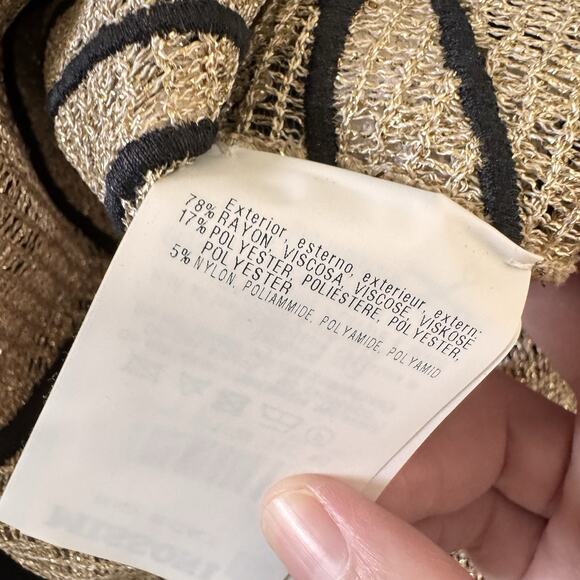 Exterior, esterno, exterieur, extern:
78% RAYON, VISCOSA, VISCOSE, VISKOSE
17% POLYESTER, POLIESTERE, POLYESTER,
POLYESTER
5% NYLON, POLIAMMIDE, POLYAMIDE, POLYAMID
MISSONI